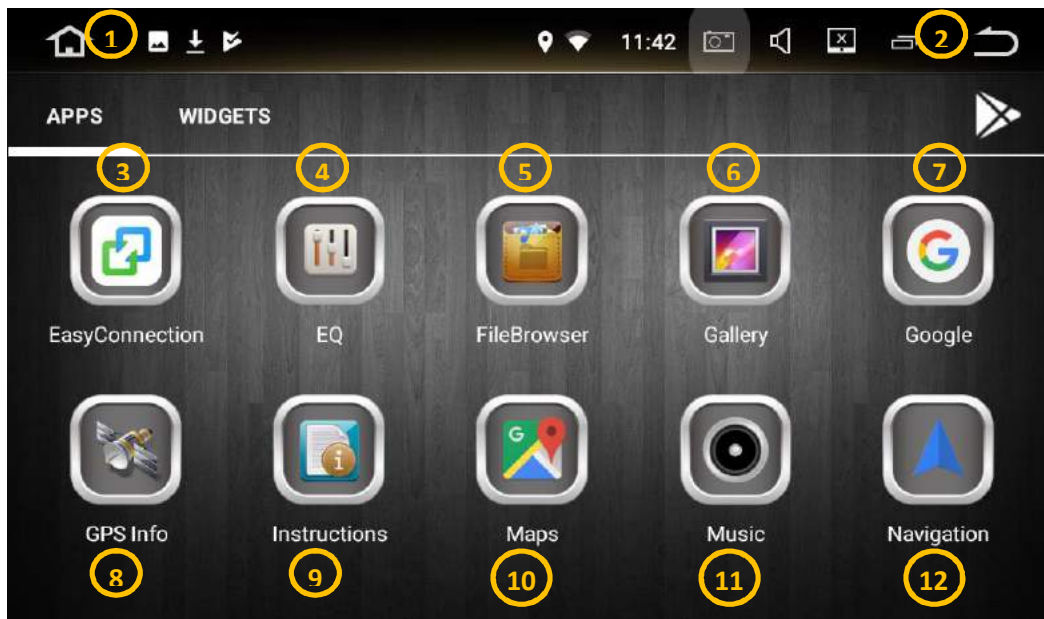 1 11:42 2
APPS WIDGETS
3 4 5 6 7
EasyConnection EQ FileBrowser Gallery Google
G
GPS Info Instructions Maps Music Navigation
8 9 10 11 12